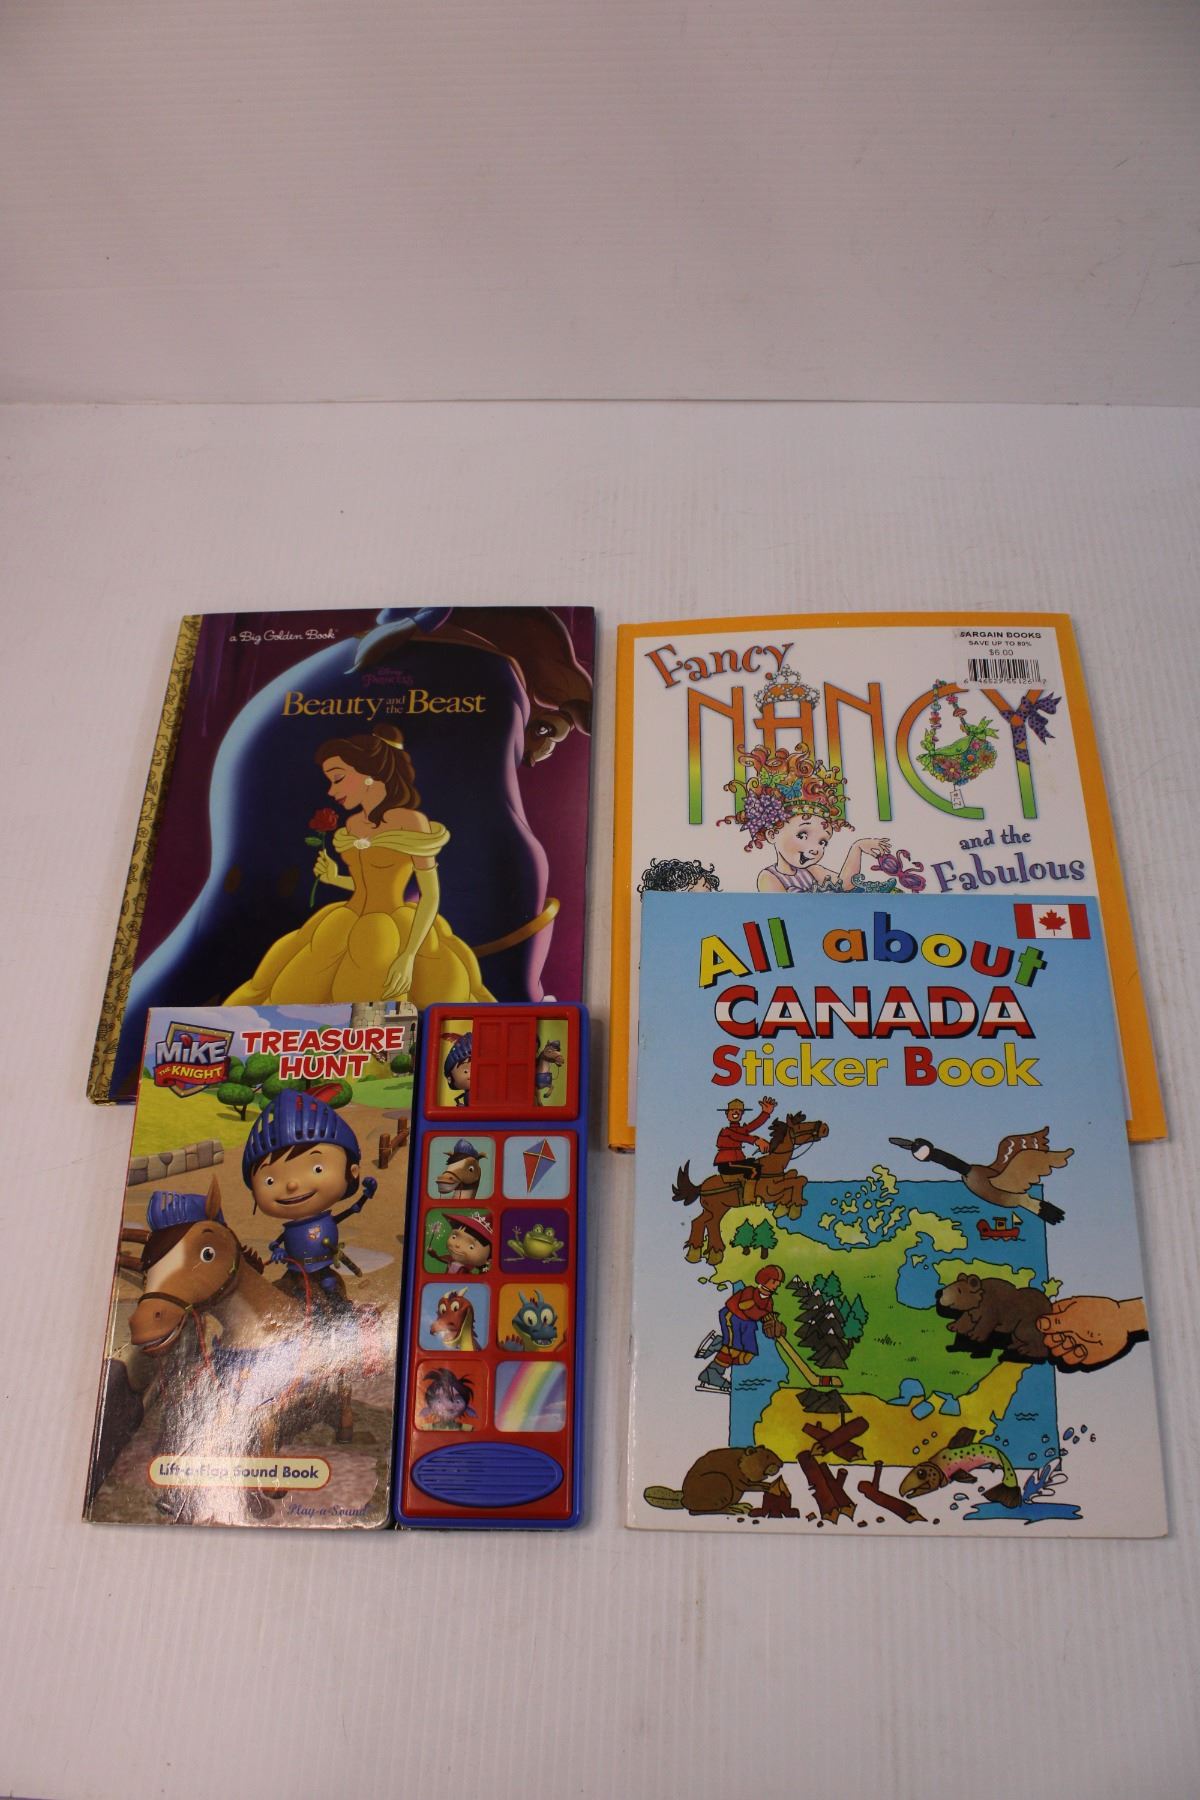 a Big Golden Book
Disney
PRINCESS
Beauty and the Beast
BARGAIN BOOKS
SAVE UP TO 80%
$6.00
Fancy
NANCY
and the
Fabulous
MIKE
THE KNIGHT
TREASURE
HUNT
Lift-a-Flap Sound Book
Play-a-Sound
All about
CANADA
Sticker Book